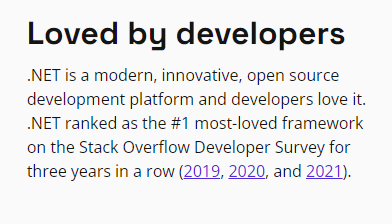 Loved by developers
.NET is a modern, innovative, open source
development platform and developers love it.
.NET ranked as the #1 most-loved framework
on the Stack Overflow Developer Survey for
three years in a row (2019, 2020, and 2021).